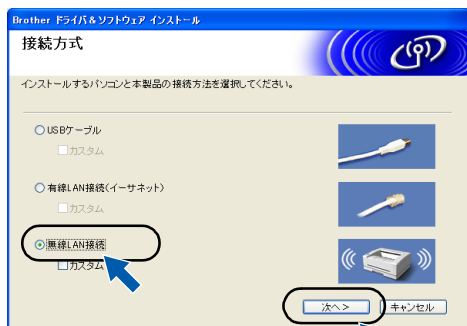 Brother ドライバ＆ソフトウェア インストール
接続方式
インストールするパソコンと本製品の接続方法を選択してください。
USBケーブル
カスタム
有線LAN接続(イーサネット)
カスタム
無線LAN接続
カスタム
次へ >
キャンセル